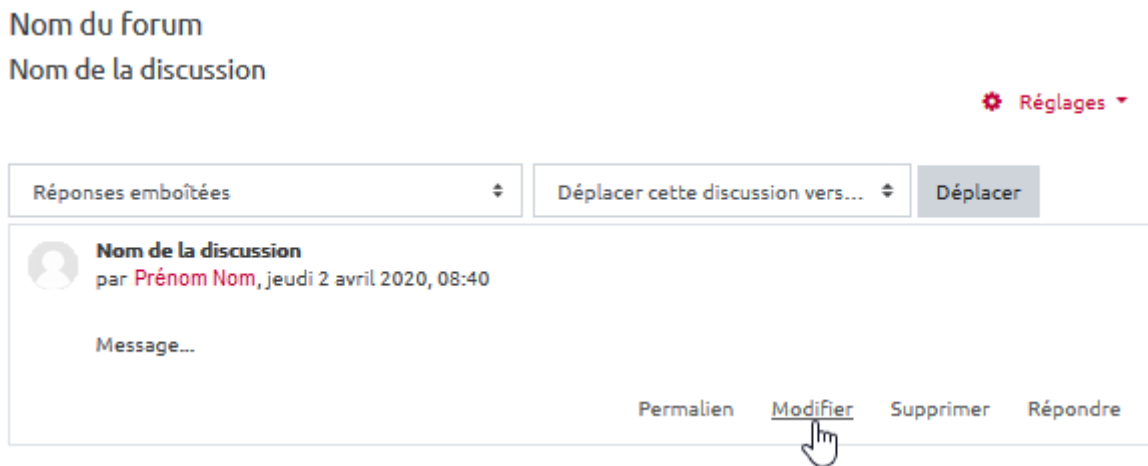 Nom du forum
Nom de la discussion
Réglages
Réponses emboîtées
Déplacer cette discussion vers...
Déplacer
Nom de la discussion
par Prénom Nom, jeudi 2 avril 2020, 08:40
Message...
Permalien Modifier Supprimer Répondre